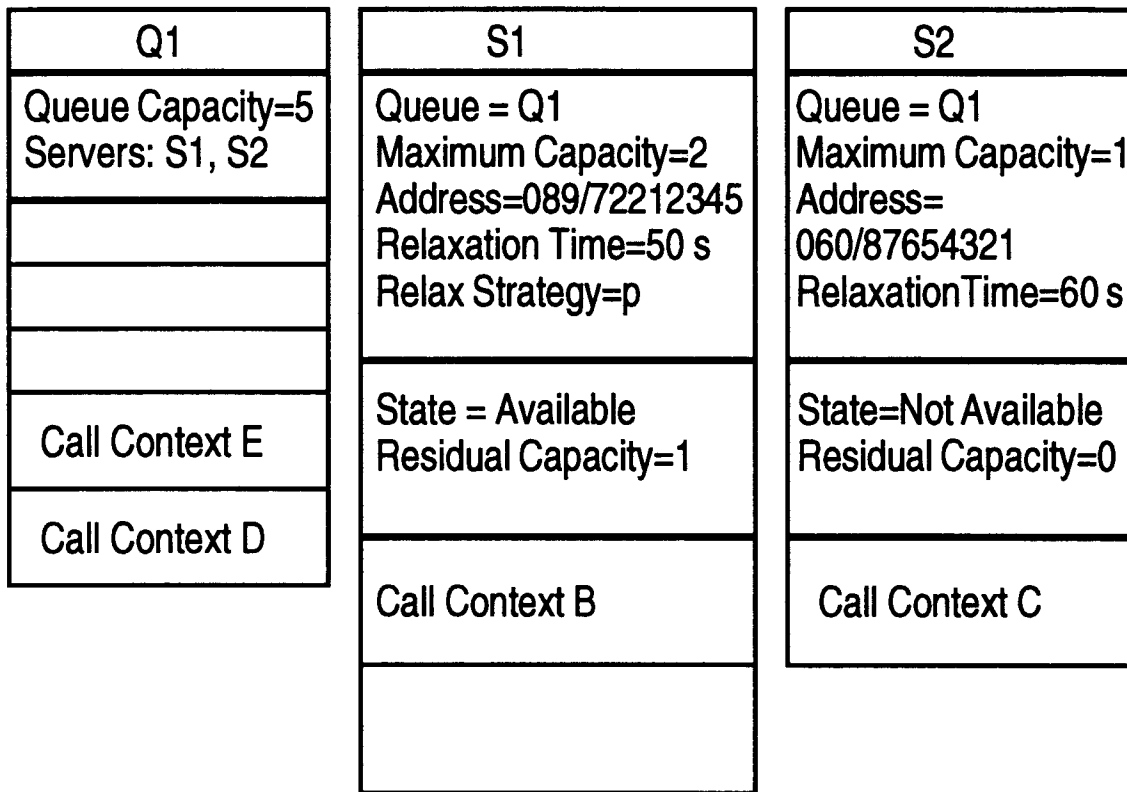 Q1
Queue Capacity=5
Servers: S1, S2
Call Context E
Call Context D
S1
Queue = Q1
Maximum Capacity=2
Address=089/72212345
Relaxation Time=50 s
Relax Strategy=p
State = Available
Residual Capacity=1
Call Context B
S2
Queue = Q1
Maximum Capacity=1
Address=
060/87654321
RelaxationTime=60 s
State=Not Available
Residual Capacity=0
Call Context C